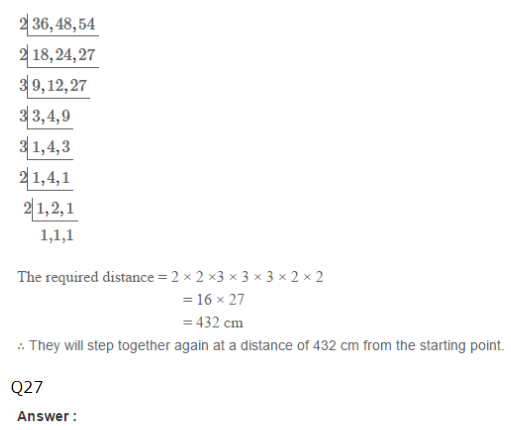 2 36, 48, 54
2 18, 24, 27
3 9, 12, 27
3 3, 4, 9
3 1, 4, 3
2 1, 4, 1
2 1, 2, 1
1,1,1
The required distance = 2 × 2 ×3 × 3 × 3 × 2 × 2
= 16 × 27
= 432 cm
∴ They will step together again at a distance of 432 cm from the starting point.
Q27
Answer :